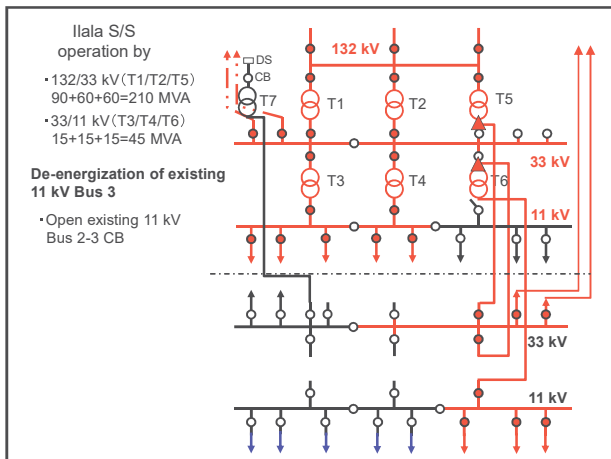 Ilala S/S
operation by
・132/33 kV(T1/T2/T5)
90+60+60=210 MVA
・33/11 kV(T3/T4/T6)
15+15+15=45 MVA
De-energization of existing
11 kV Bus 3
・Open existing 11 kV
Bus 2-3 CB
DS
CB
T7
132 kV
T1
T2
T5
33 kV
T3
T4
T6
11 kV
33 kV
11 kV